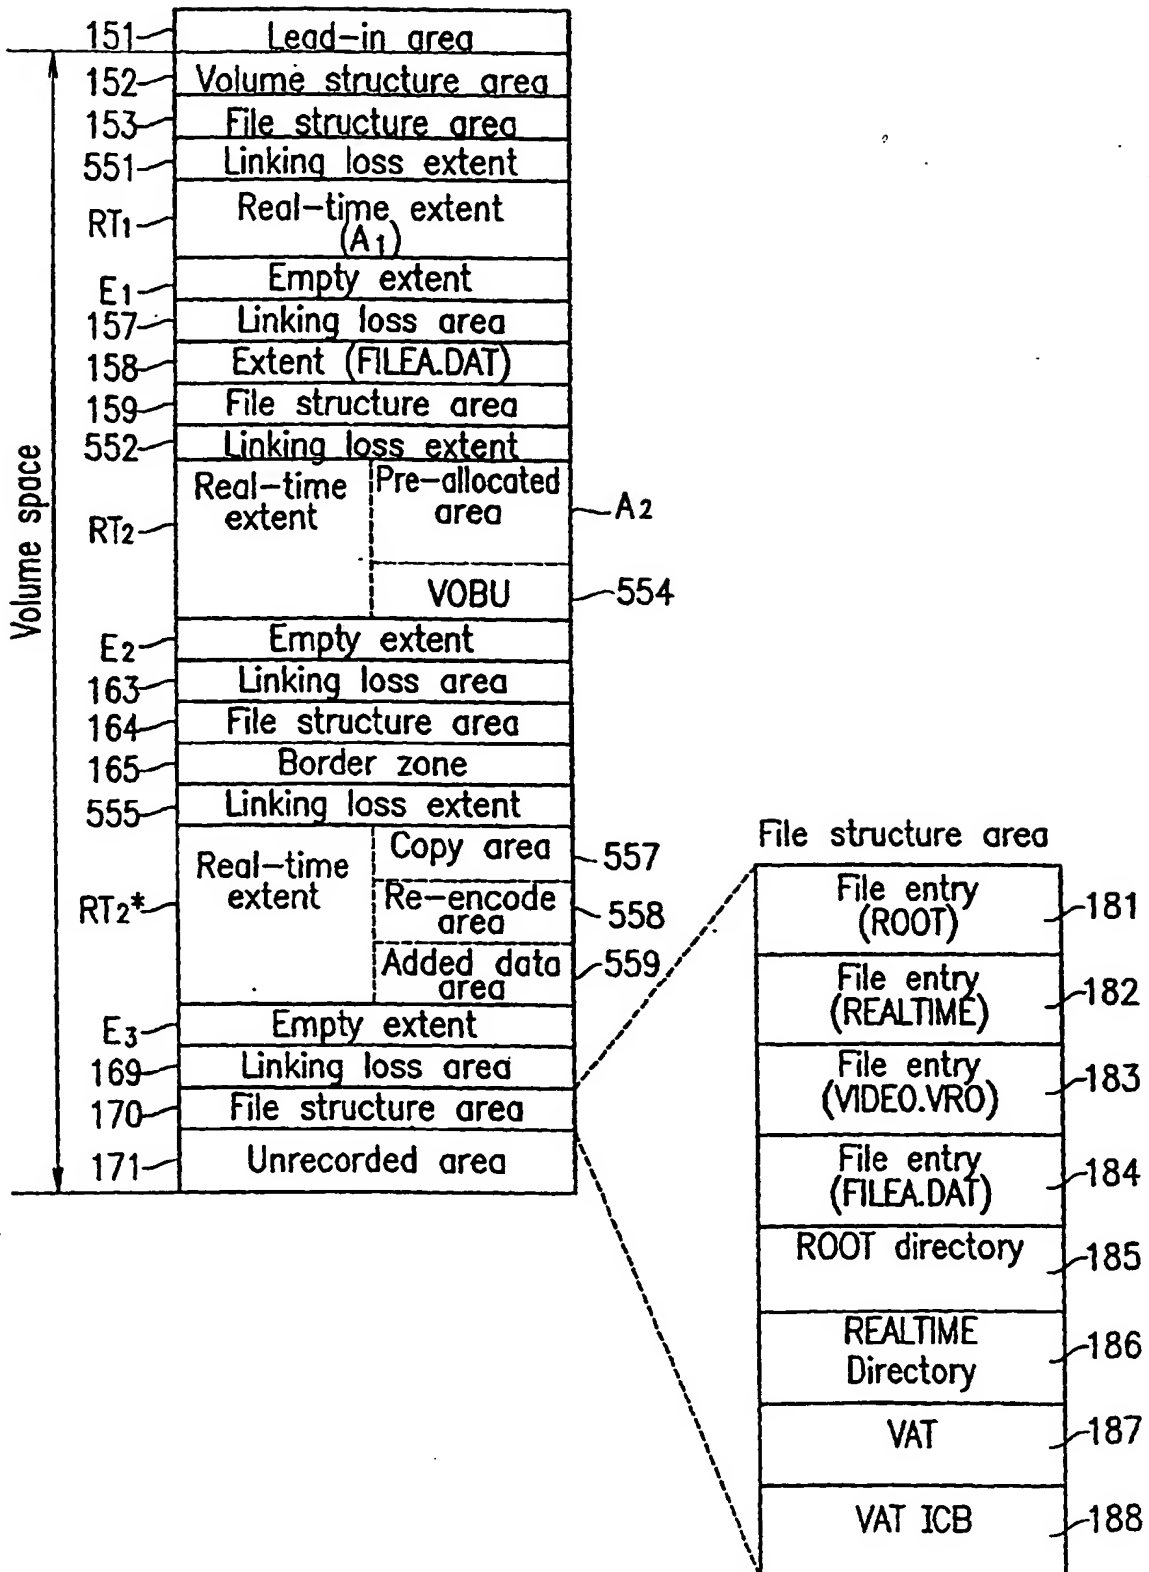 151 Lead-in area
152 Volume structure area
153 File structure area
551 Linking loss extent
RT1 Real-time extent
(A1)
E1 Empty extent
157 Linking loss area
158 Extent (FILEA.DAT)
159 File structure area
552 Linking loss extent
RT2 Real-time
extent
Pre-allocated
area
A2
VOBU 554
E2 Empty extent
163 Linking loss area
164 File structure area
165 Border zone
555 Linking loss extent
RT2* Real-time
extent
Copy area 557
Re-encode
area
558
Added data
area
559
E3 Empty extent
169 Linking loss area
170 File structure area
171 Unrecorded area
Volume space
File structure area
File entry
(ROOT)
181
File entry
(REALTIME)
182
File entry
(VIDEO.VRO)
183
File entry
(FILEA.DAT)
184
ROOT directory 185
REALTIME
Directory
186
VAT 187
VAT ICB 188